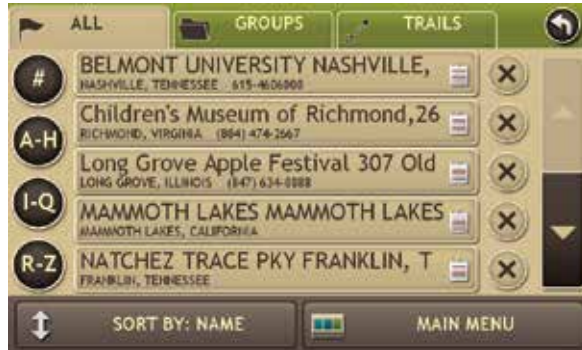 ALL GROUPS TRAILS
# BELMONT UNIVERSITY NASHVILLE,
NASHVILLE, TENNESSEE 615-4606000
A-H Children's Museum of Richmond,26
RICHMOND, VIRGINIA (804) 474-2667
Long Grove Apple Festival 307 Old
LONG GROVE, ILLINOIS (847) 634-0888
I-Q MAMMOTH LAKES MAMMOTH LAKES
MAMMOTH LAKES, CALIFORNIA
R-Z NATCHEZ TRACE PKY FRANKLIN, T
FRANKLIN, TENNESSEE
SORT BY: NAME MAIN MENU